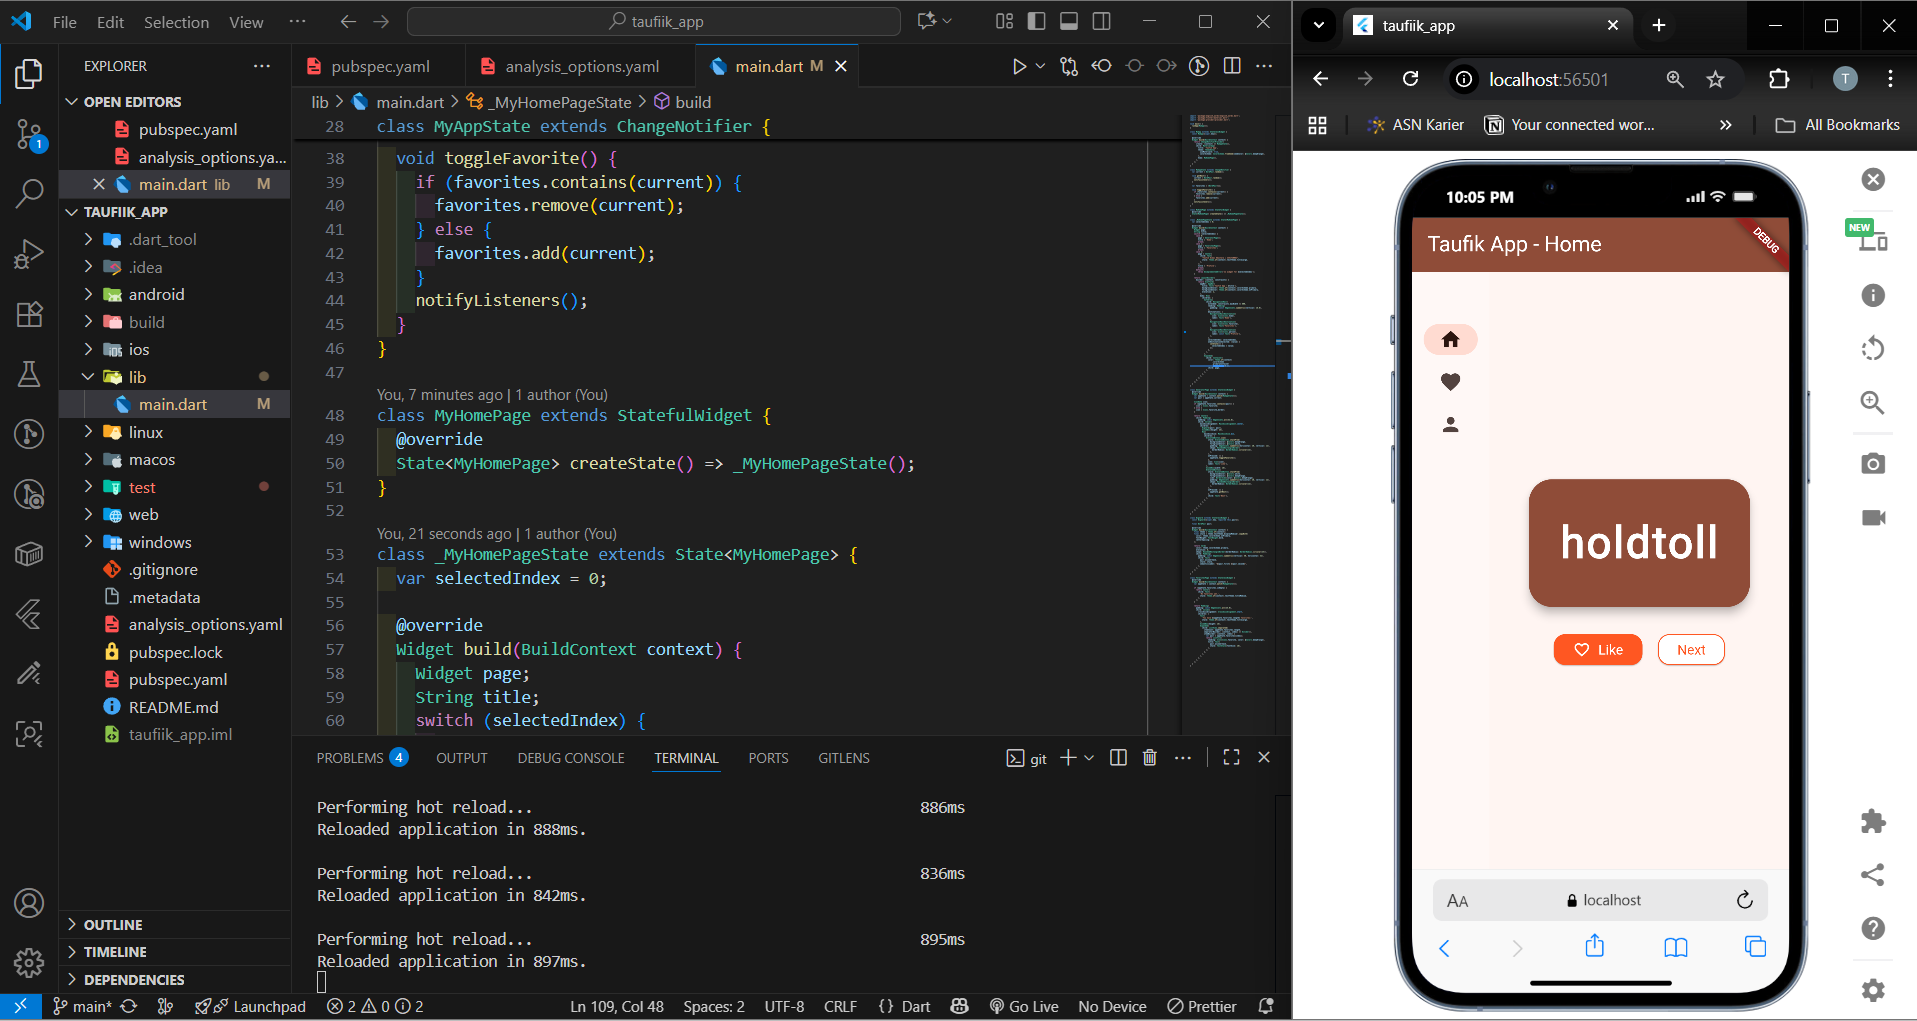 File Edit Selection View ··· taufiik_app
EXPLORER
OPEN EDITORS
pubspec.yaml
analysis_options.ya...
main.dart lib M
TAUFIIK_APP
.dart_tool
.idea
android
build
ios
lib
main.dart M
linux
macos
test
web
windows
.gitignore
.metadata
analysis_options.yaml
pubspec.lock
pubspec.yaml
README.md
taufiik_app.iml
OUTLINE
TIMELINE
DEPENDENCIES
1
pubspec.yaml analysis_options.yaml main.dart M
lib > main.dart > _MyHomePageState > build
28 class MyAppState extends ChangeNotifier {
38 void toggleFavorite() {
39 if (favorites.contains(current)) {
40 favorites.remove(current);
41 } else {
42 favorites.add(current);
43 }
44 notifyListeners();
45 }
46 }
47
You, 7 minutes ago | 1 author (You)
48 class MyHomePage extends StatefulWidget {
49 @override
50 State<MyHomePage> createState() => _MyHomePageState();
51 }
52
You, 21 seconds ago | 1 author (You)
53 class _MyHomePageState extends State<MyHomePage> {
54 var selectedIndex = 0;
55
56 @override
57 Widget build(BuildContext context) {
58 Widget page;
59 String title;
60 switch (selectedIndex) {
PROBLEMS 4 OUTPUT DEBUG CONSOLE TERMINAL PORTS GITLENS git
Performing hot reload... 886ms
Reloaded application in 888ms.
Performing hot reload... 836ms
Reloaded application in 842ms.
Performing hot reload... 895ms
Reloaded application in 897ms.
main* Launchpad 2 0 2 Ln 109, Col 48 Spaces: 2 UTF-8 CRLF {} Dart Go Live No Device Prettier
taufiik_app
localhost:56501
T
ASN Karier Your connected wor... » All Bookmarks
10:05 PM
Taufik App - Home
DEBUG
NEW
holdtoll
Like Next
AA localhost